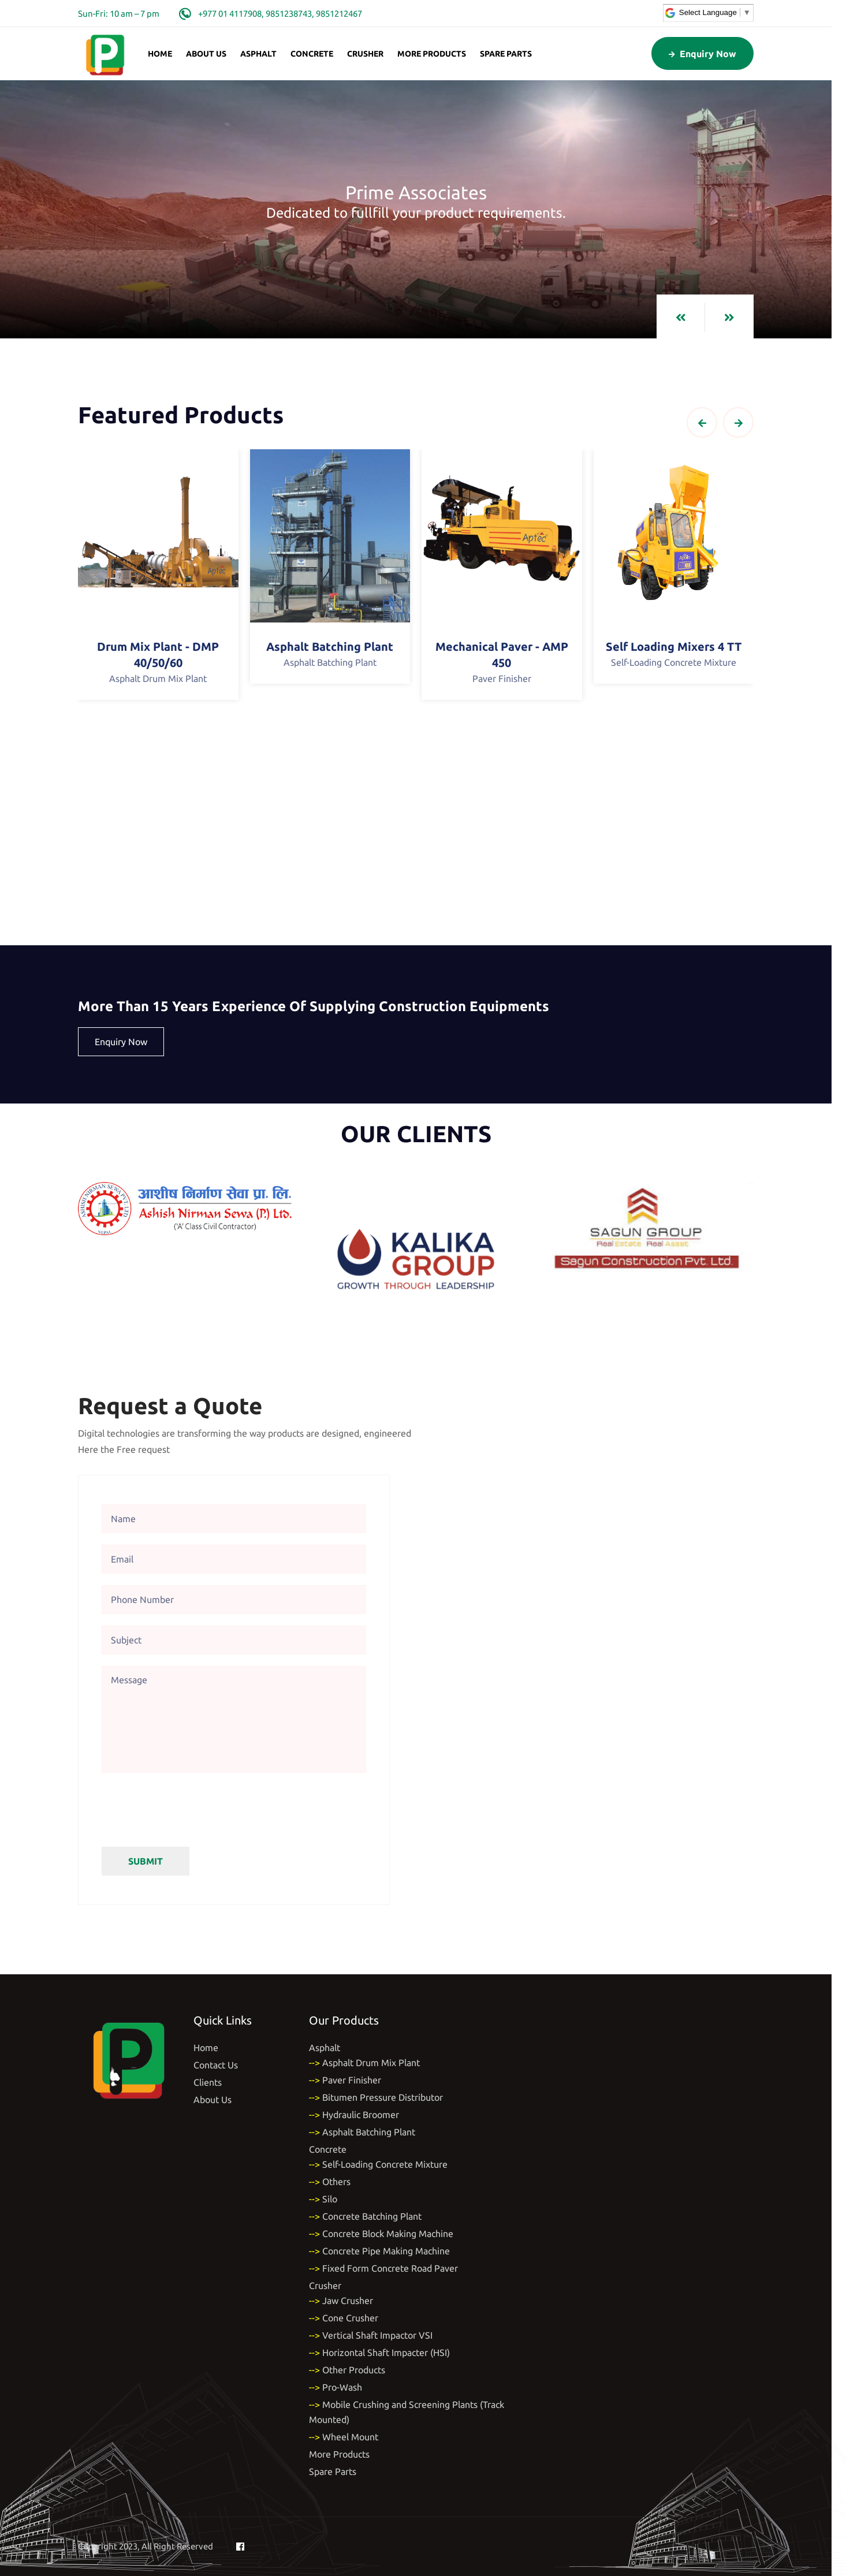 Sun-Fri: 10 am – 7 pm
+977 01 4117908, 9851238743, 9851212467
Select Language ▼
HOME
ABOUT US
ASPHALT
CONCRETE
CRUSHER
MORE PRODUCTS
SPARE PARTS
Enquiry Now
Prime Associates
Dedicated to fullfill your product requirements.
Featured Products
Aptec
Aptec
Drum Mix Plant - DMP
40/50/60
Asphalt Drum Mix Plant
Asphalt Batching Plant
Asphalt Batching Plant
Mechanical Paver - AMP
450
Paver Finisher
Self Loading Mixers 4 TT
Self-Loading Concrete Mixture
More Than 15 Years Experience Of Supplying Construction Equipments
Enquiry Now
OUR CLIENTS
आशीष निर्माण सेवा प्रा. लि.
Ashish Nirman Sewa (P.) Ltd.
('A' Class Civil Contractor)
KALIKA
GROUP
GROWTH THROUGH LEADERSHIP
SAGUN GROUP
Real Estate Real Asset
Sagun Construction Pvt. Ltd.
Request a Quote
Digital technologies are transforming the way products are designed, engineered
Here the Free request
Name
Email
Phone Number
Subject
Message
SUBMIT
Quick Links
Home
Contact Us
Clients
About Us
Our Products
Asphalt
--> Asphalt Drum Mix Plant
--> Paver Finisher
--> Bitumen Pressure Distributor
--> Hydraulic Broomer
--> Asphalt Batching Plant
Concrete
--> Self-Loading Concrete Mixture
--> Others
--> Silo
--> Concrete Batching Plant
--> Concrete Block Making Machine
--> Concrete Pipe Making Machine
--> Fixed Form Concrete Road Paver
Crusher
--> Jaw Crusher
--> Cone Crusher
--> Vertical Shaft Impactor VSI
--> Horizontal Shaft Impacter (HSI)
--> Other Products
--> Pro-Wash
--> Mobile Crushing and Screening Plants (Track
Mounted)
--> Wheel Mount
More Products
Spare Parts
Copyright 2023, All Right Reserved